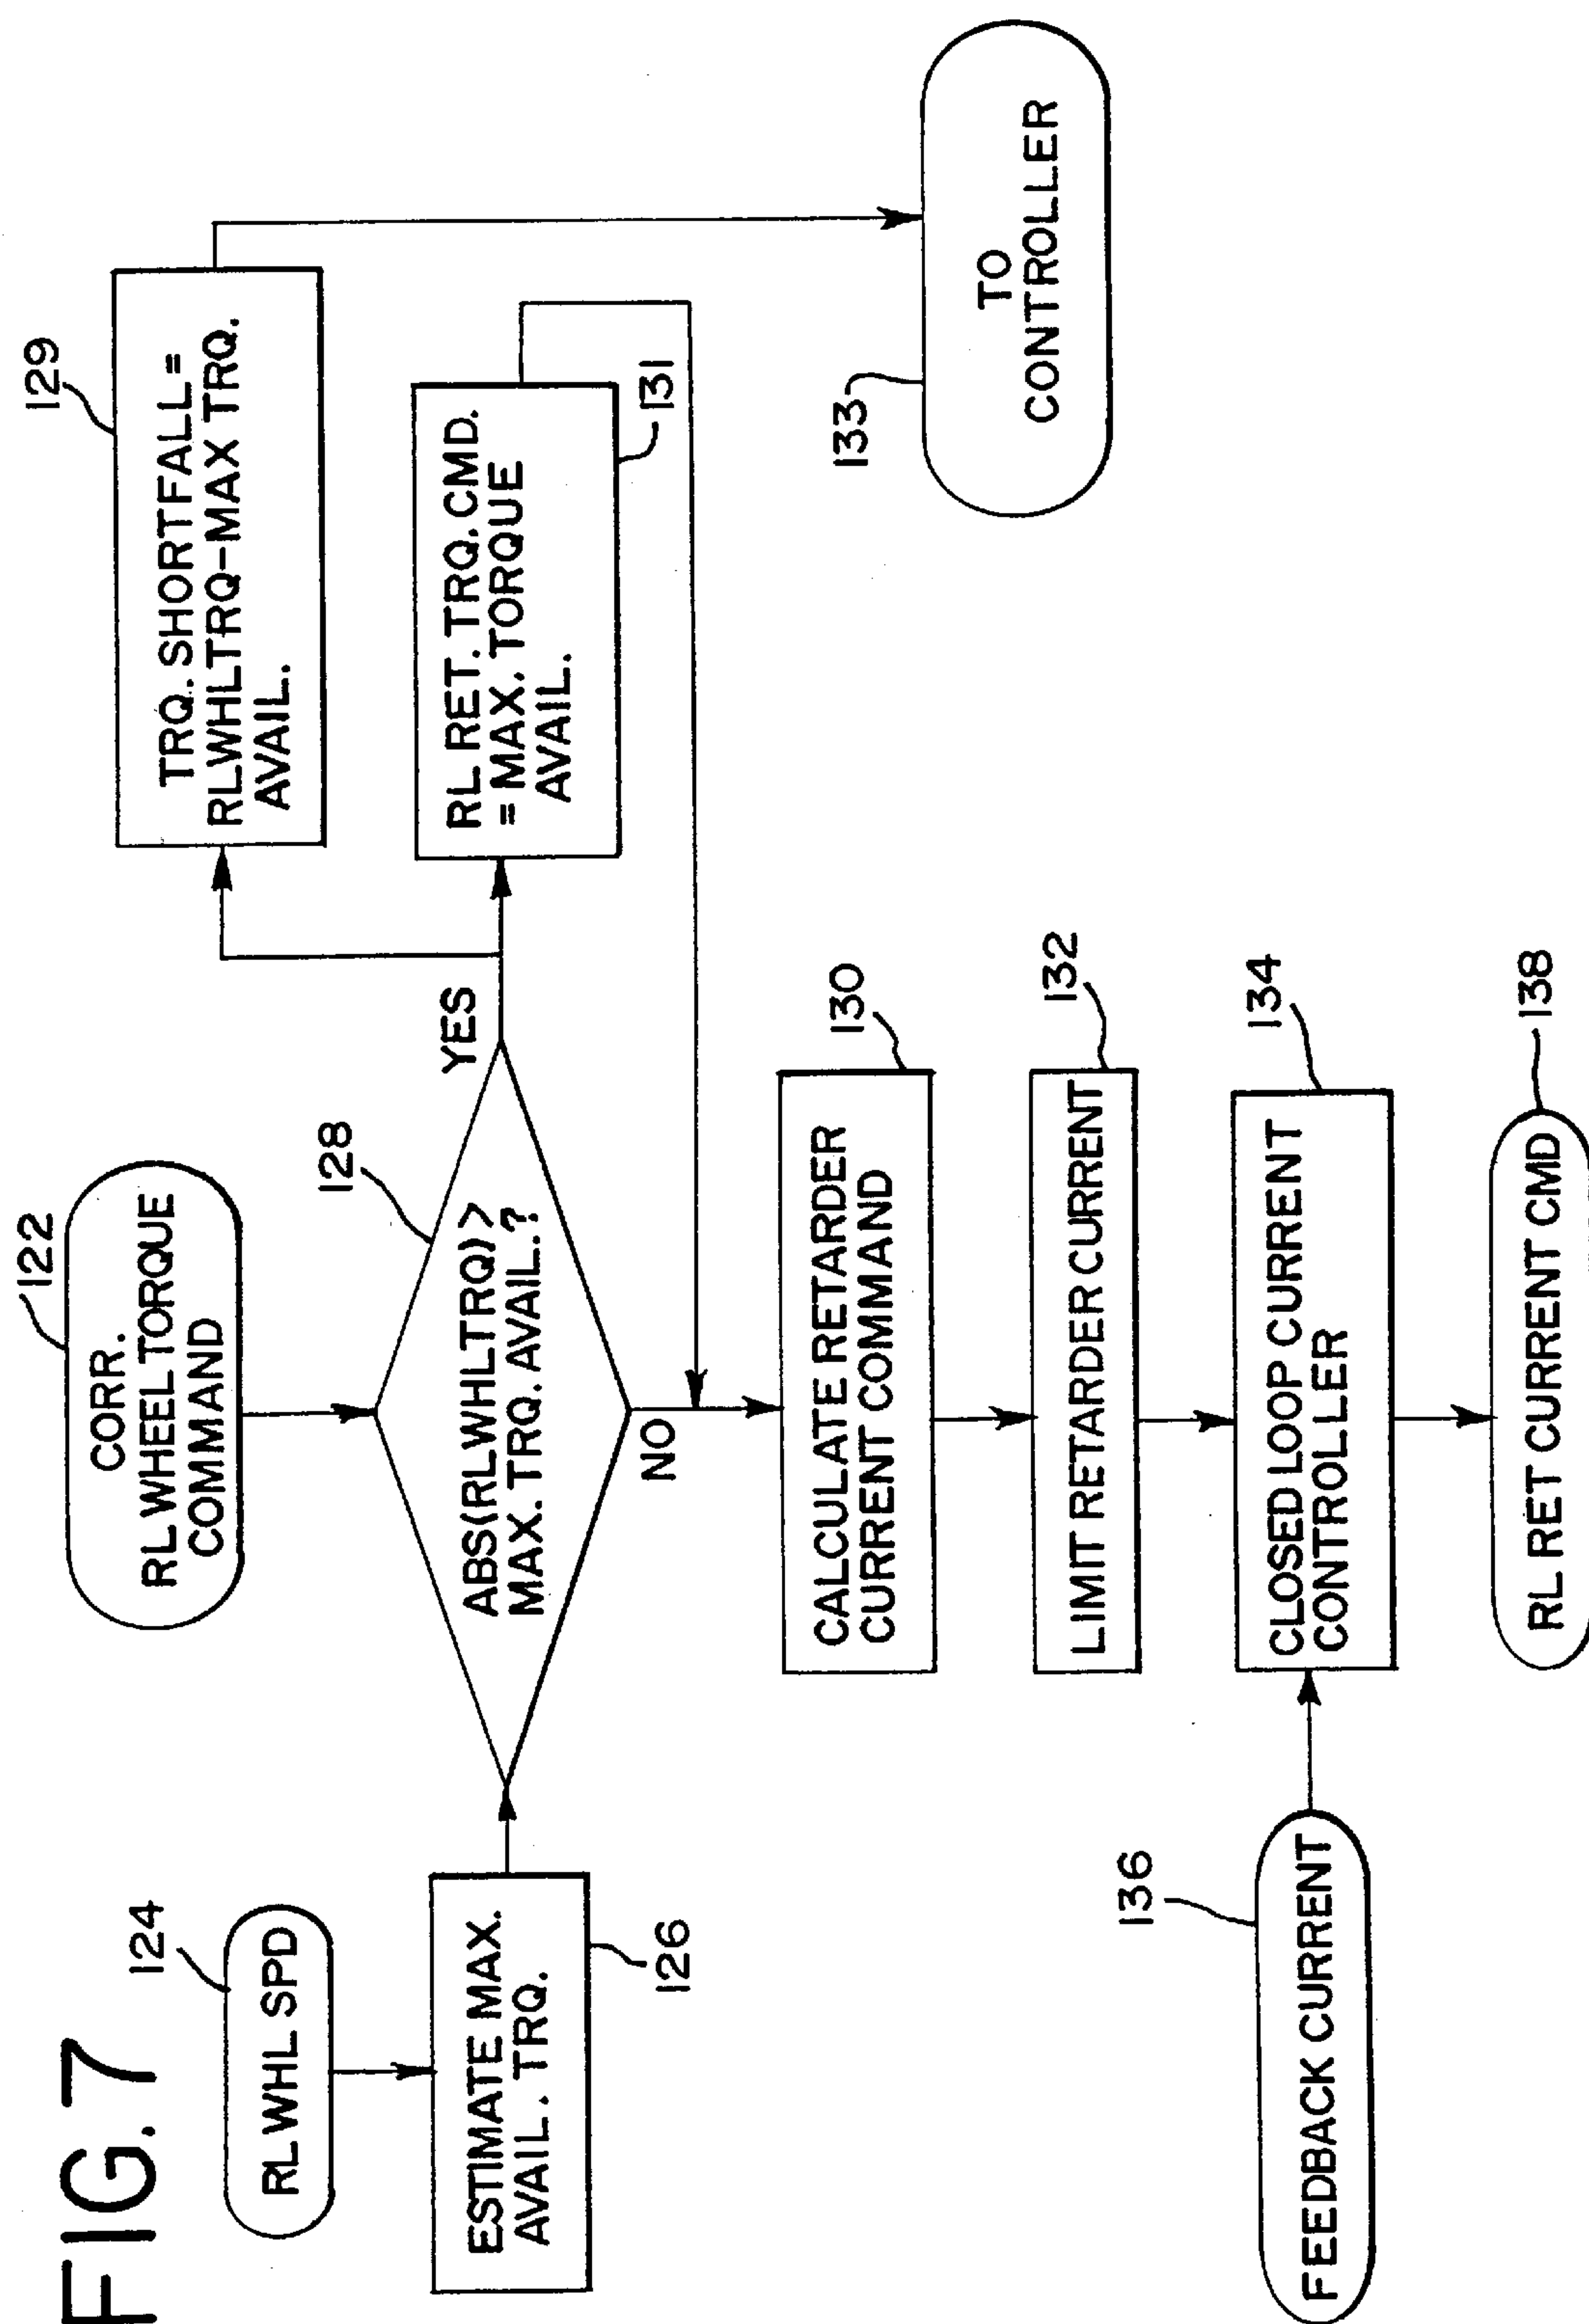 FIG. 7
122
CORR.
RL WHEEL TORQUE
COMMAND
124
RLWHL SPD
ESTIMATE MAX.
AVAIL. TRQ.
126
128
ABS(RLWHLTRQ) >
MAX. TRQ. AVAIL.?
YES
NO
129
TRQ. SHORTFALL=
RLWHLTRQ-MAX TRQ.
AVAIL.
RL RET. TRQ. CMD.
= MAX. TORQUE
AVAIL.
131
133
TO
CONTROLLER
130
CALCULATE RETARDER
CURRENT COMMAND
132
LIMIT RETARDER CURRENT
134
CLOSED LOOP CURRENT
CONTROLLER
136
FEEDBACK CURRENT
138
RL RET CURRENT CMD